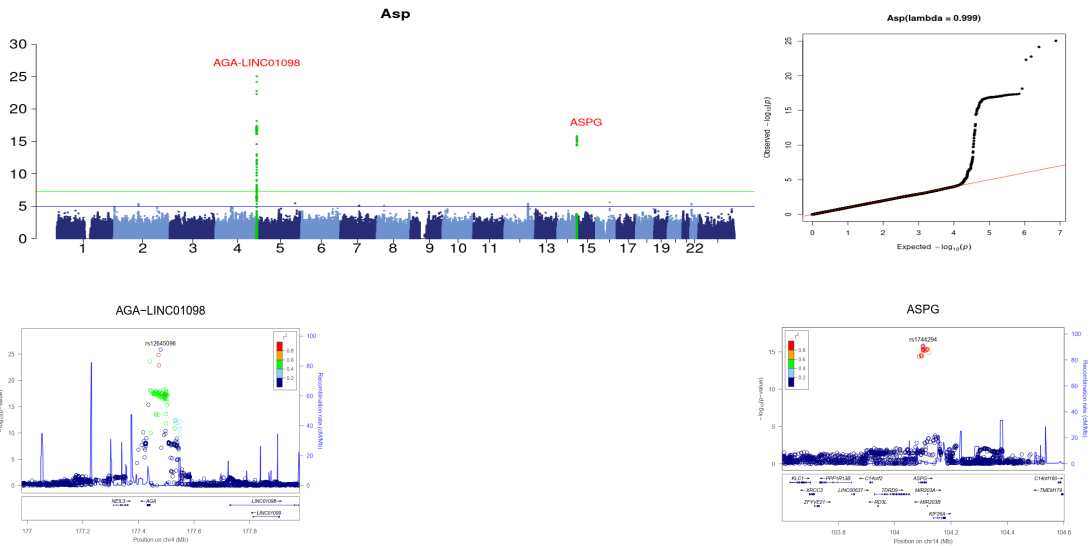 Asp
30
25
20
15
10
5
0
AGA-LINC01098
ASPG
1
2
3
4
5
6
7
8
9
10
11
13
15
17
19
22
Asp(lambda = 0.999)
Observed −log10(p)
25
20
15
10
5
0
0 1 2 3 4 5 6 7
Expected −log10(p)
AGA−LINC01098
rs12645096
r²
0.8
0.6
0.4
0.2
25
20
15
10
5
0
100
80
60
40
20
0
Recombination rate (cM/Mb)
NEIL3→
←AGA
LINC01098→
←LINC01099
177 177.2 177.4 177.6 177.8
Position on chr4 (Mb)
ASPG
rs1744294
r²
0.8
0.6
0.4
0.2
−log10(p−value)
15
10
5
0
100
80
60
40
20
0
Recombination rate (cM/Mb)
KLC1→ ←PPP1R13B ←C14orf2 ASPG→ C14orf180→
←XRCC3 LINC00637→ TDRD9→ MIR203A→ ←TMEM179
ZFYVE21→ ←RD3L ←MIR203B
KIF26A→
103.8 104 104.2 104.4 104.6
Position on chr14 (Mb)